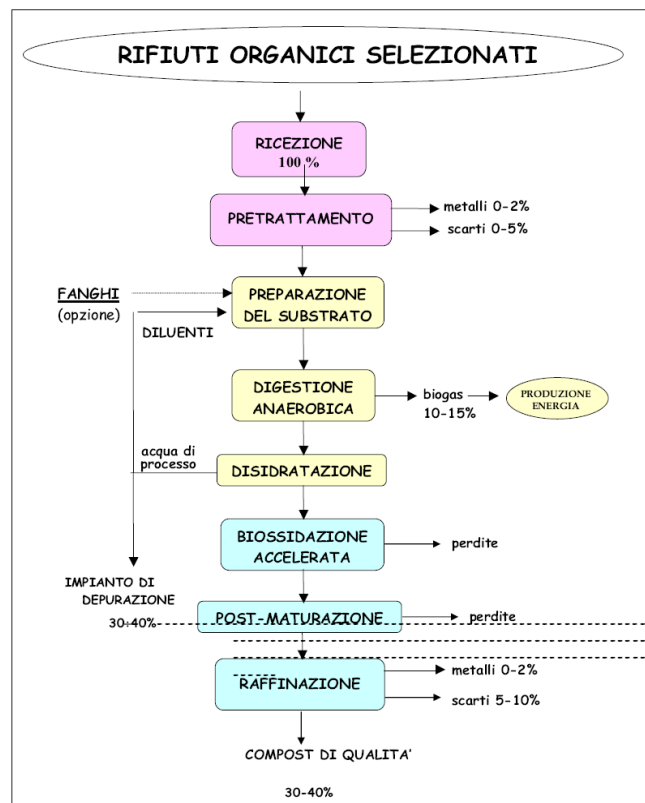 RIFIUTI ORGANICI SELEZIONATI
RICEZIONE
100 %
PRETRATTAMENTO
metalli 0-2%
scarti 0-5%
FANGHI
(opzione)
PREPARAZIONE
DEL SUBSTRATO
DILUENTI
DIGESTIONE
ANAEROBICA
biogas
10-15%
PRODUZIONE
ENERGIA
acqua di
processo
DISIDRATAZIONE
BIOSSIDAZIONE
ACCELERATA
perdite
IMPIANTO DI
DEPURAZIONE
30-40%
POST-MATURAZIONE
perdite
RAFFINAZIONE
metalli 0-2%
scarti 5-10%
COMPOST DI QUALITA'
30-40%